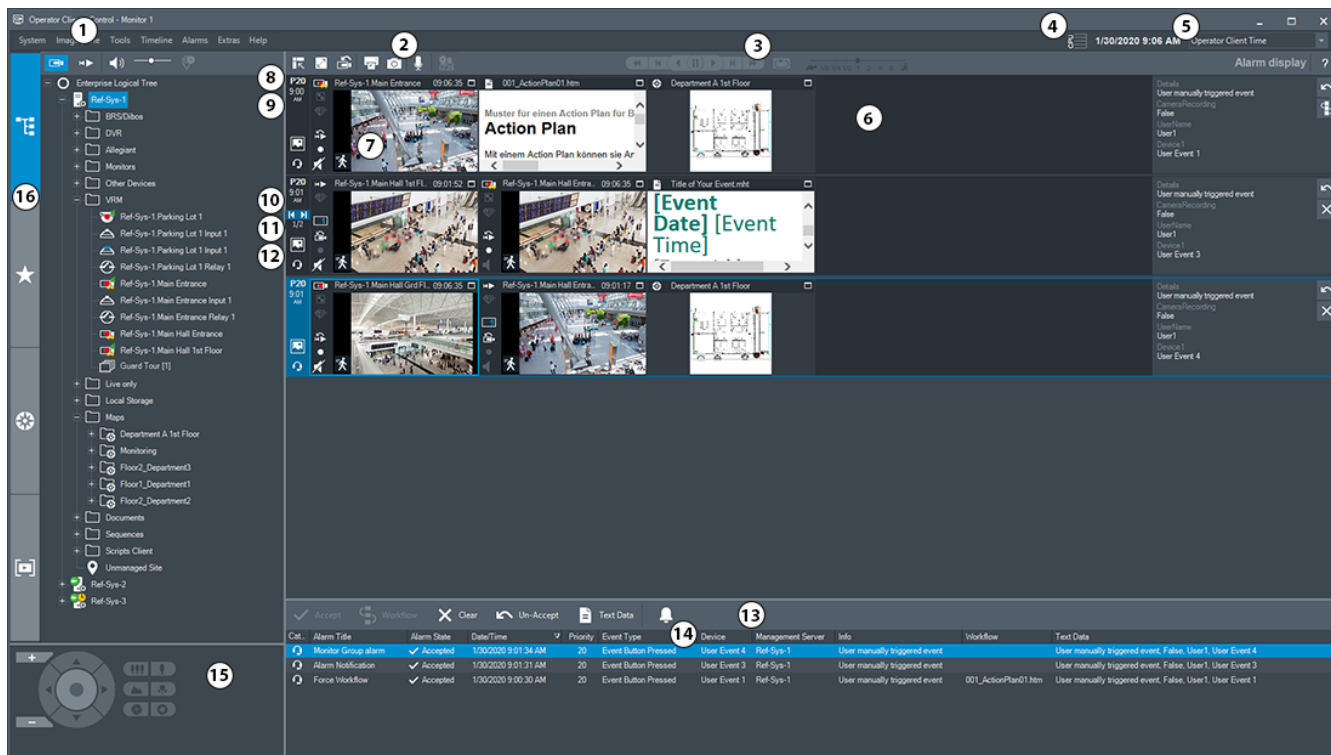 Control - Monitor 1
1
4
5
System
Tools Timeline Alarms Extras Help
2
3
1/30/2020 9:06 AM
Operator Client Time
Alarm display ?
8
Enterprise Logical Tree
9
Ref-Sys-1
BRS/Dibos
DVR
Allegiant
Monitors
Other Devices
VRM
Ref-Sys-1.Parking Lot 1
Ref-Sys-1.Parking Lot 1 Input 1
Ref-Sys-1.Parking Lot 1 Input 1
Ref-Sys-1.Parking Lot 1 Relay 1
Ref-Sys-1.Main Entrance
Ref-Sys-1.Main Entrance Input 1
Ref-Sys-1.Main Entrance Relay 1
Ref-Sys-1.Main Hall Entrance
Ref-Sys-1.Main Hall 1st Floor
Guard Tour [1]
Live only
Local Storage
Maps
Department A 1st Floor
Monitoring
Floor2_Department3
Floor1_Department1
Floor2_Department2
Documents
Sequences
Scripts Client
Unmanaged Site
Ref-Sys-2
Ref-Sys-3
16
10
11
12
P20
9:00
AM
Ref-Sys-1.Main Entrance 09:06:35
7
001_ActionPlan01.htm
Muster für einen Action Plan für B
Action Plan
Mit einem Action Plan können sie Ar
Department A 1st Floor
6
Details
User manually triggered event
CameraRecording
False
UserName
User1
Device1
User Event 1
P20
9:01
AM
1/2
Ref-Sys-1.Main Hall 1st Fl.. 09:01:52
Ref-Sys-1.Main Hall Entra.. 09:06:35
Title of Your Event.mht
[Event
Date] [Event
Time]
Details
User manually triggered event
CameraRecording
False
UserName
User1
Device1
User Event 3
P20
9:01
AM
Ref-Sys-1.Main Hall Grd Fl.. 09:06:35
Ref-Sys-1.Main Hall Entra.. 09:01:17
Department A 1st Floor
Details
User manually triggered event
CameraRecording
False
UserName
User1
Device1
User Event 4
Accept Workflow Clear Un-Accept Text Data
13
14
Cat.. Alarm Title Alarm State Date/Time Priority Event Type Device Management Server Info Workflow Text Data
Monitor Group alarm Accepted 1/30/2020 9:01:34 AM 20 Event Button Pressed User Event 4 Ref-Sys-1 User manually triggered event User manually triggered event, False, User1, User Event 4
Alarm Notification Accepted 1/30/2020 9:01:31 AM 20 Event Button Pressed User Event 3 Ref-Sys-1 User manually triggered event User manually triggered event, False, User1, User Event 3
Force Workflow Accepted 1/30/2020 9:00:30 AM 20 Event Button Pressed User Event 1 Ref-Sys-1 User manually triggered event 001_ActionPlan01.htm User manually triggered event, False, User1, User Event 1
15